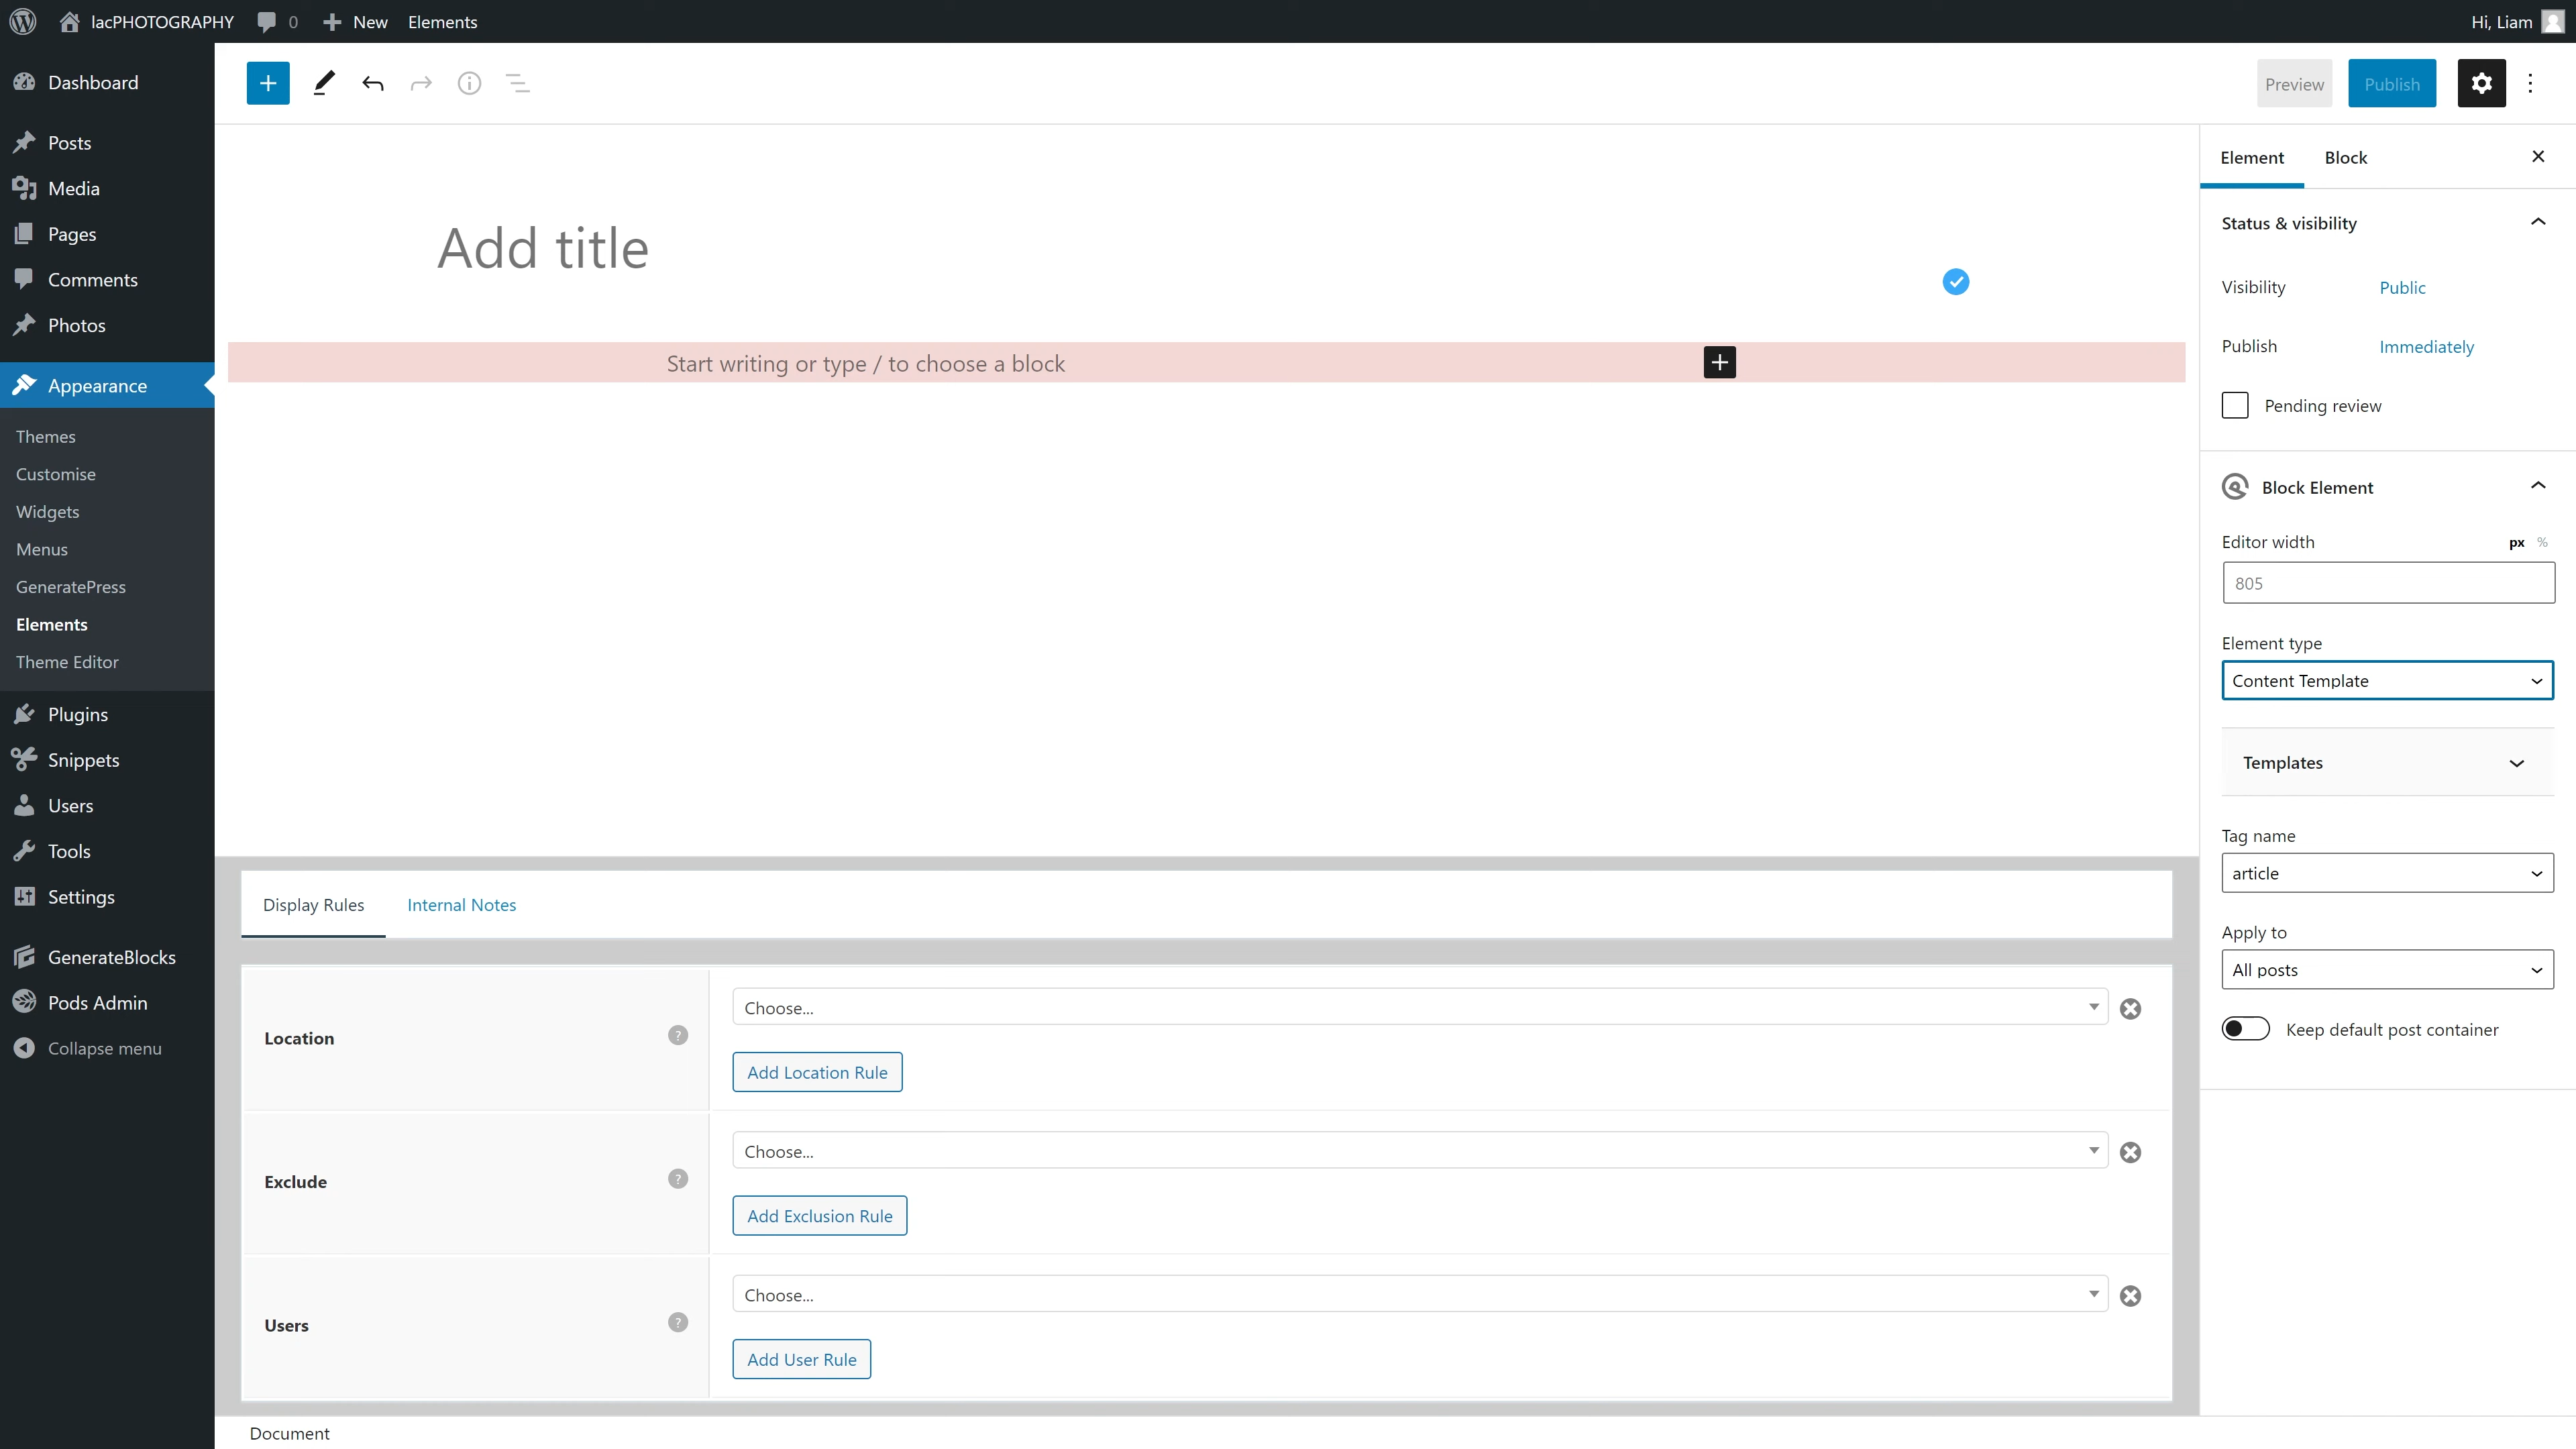 lacPHOTOGRAPHY 0 New Elements Hi, Liam
Dashboard
Posts
Media
Pages
Comments
Photos
Appearance
Themes
Customise
Widgets
Menus
GeneratePress
Elements
Theme Editor
Plugins
Snippets
Users
Tools
Settings
GenerateBlocks
Pods Admin
Collapse menu
Preview Publish
Add title
Start writing or type / to choose a block
Display Rules Internal Notes
Location ? Choose...
Add Location Rule
Exclude ? Choose...
Add Exclusion Rule
Users ? Choose...
Add User Rule
Document
Element Block
Status & visibility
Visibility Public
Publish Immediately
Pending review
Block Element
Editor width px %
805
Element type
Content Template
Templates
Tag name
article
Apply to
All posts
Keep default post container